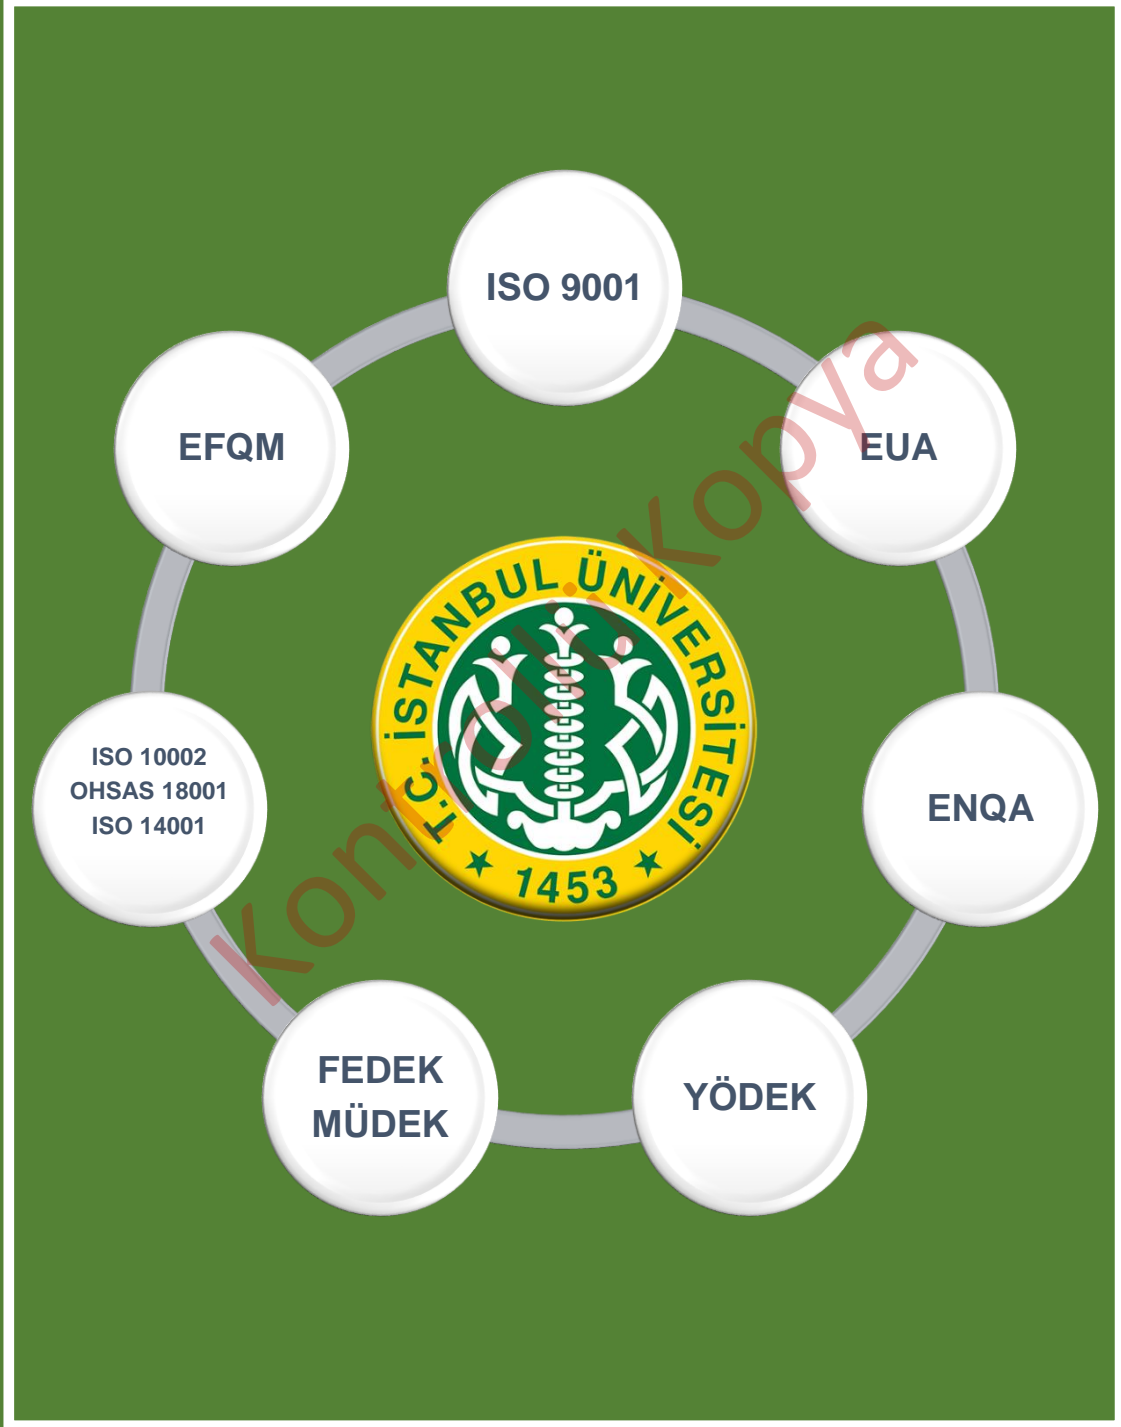 ISO 9001
EFQM
EUA
T.C. İSTANBUL ÜNİVERSİTESİ
1453
ISO 10002
OHSAS 18001
ISO 14001
ENQA
FEDEK
MÜDEK
YÖDEK
Kontrollü Kopya